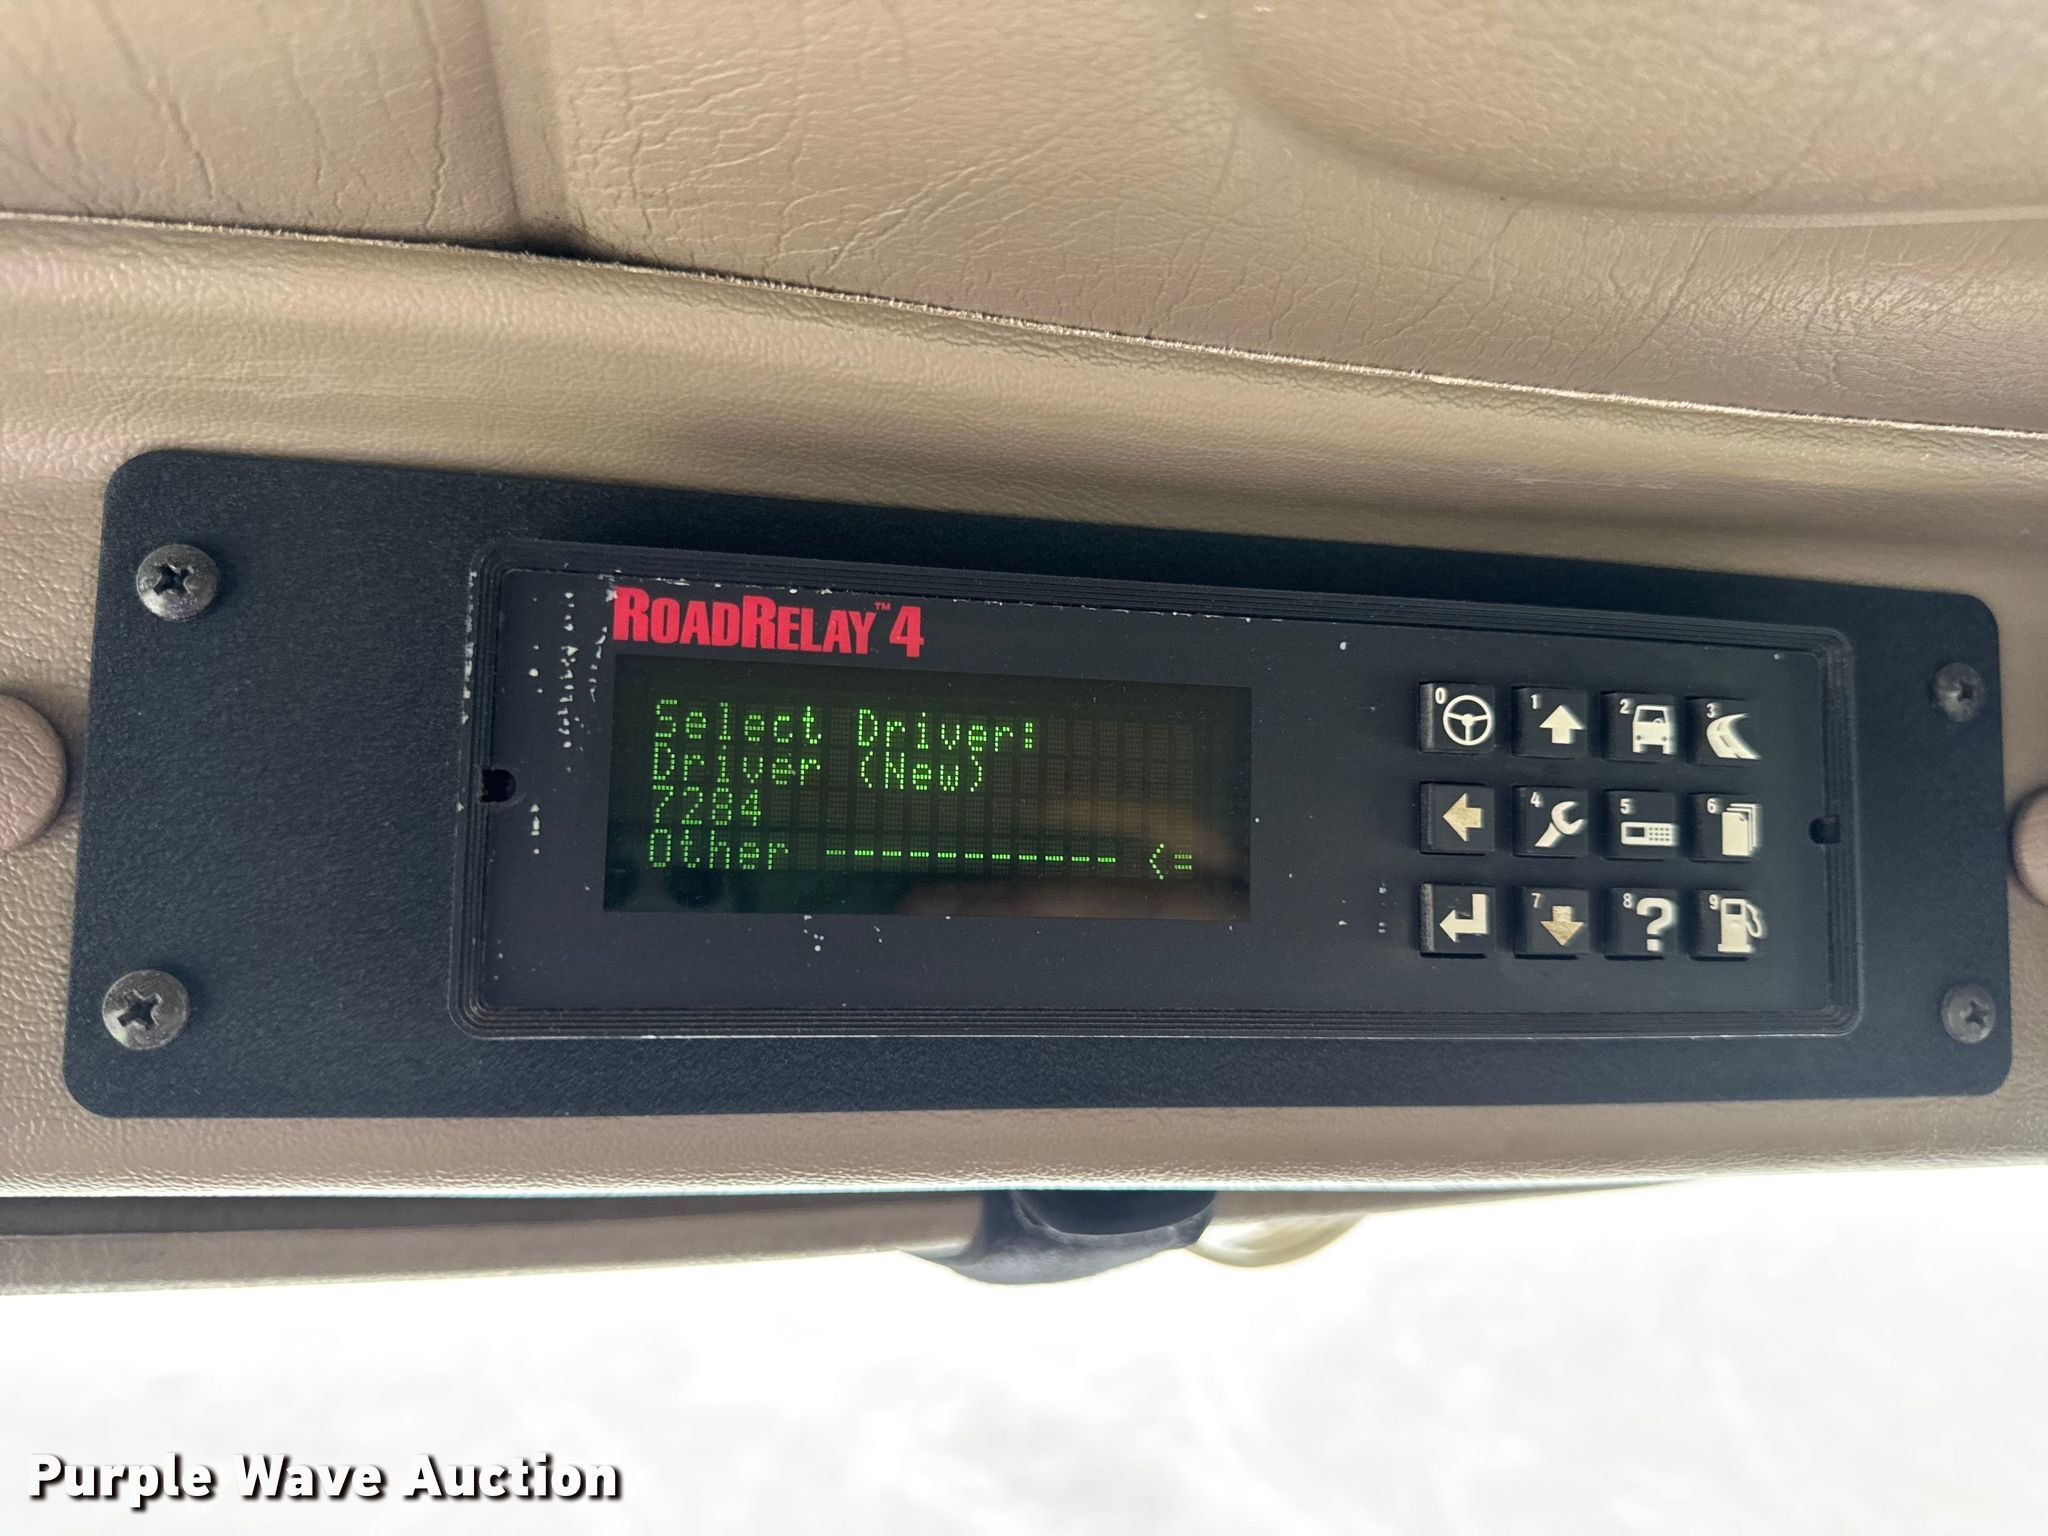 ROADRELAY™ 4
Select Driver:
Driver (New)
7284
Other ----------- <=
0 1 2 3
4 5 6
7 8 ? 9
Purple Wave Auction